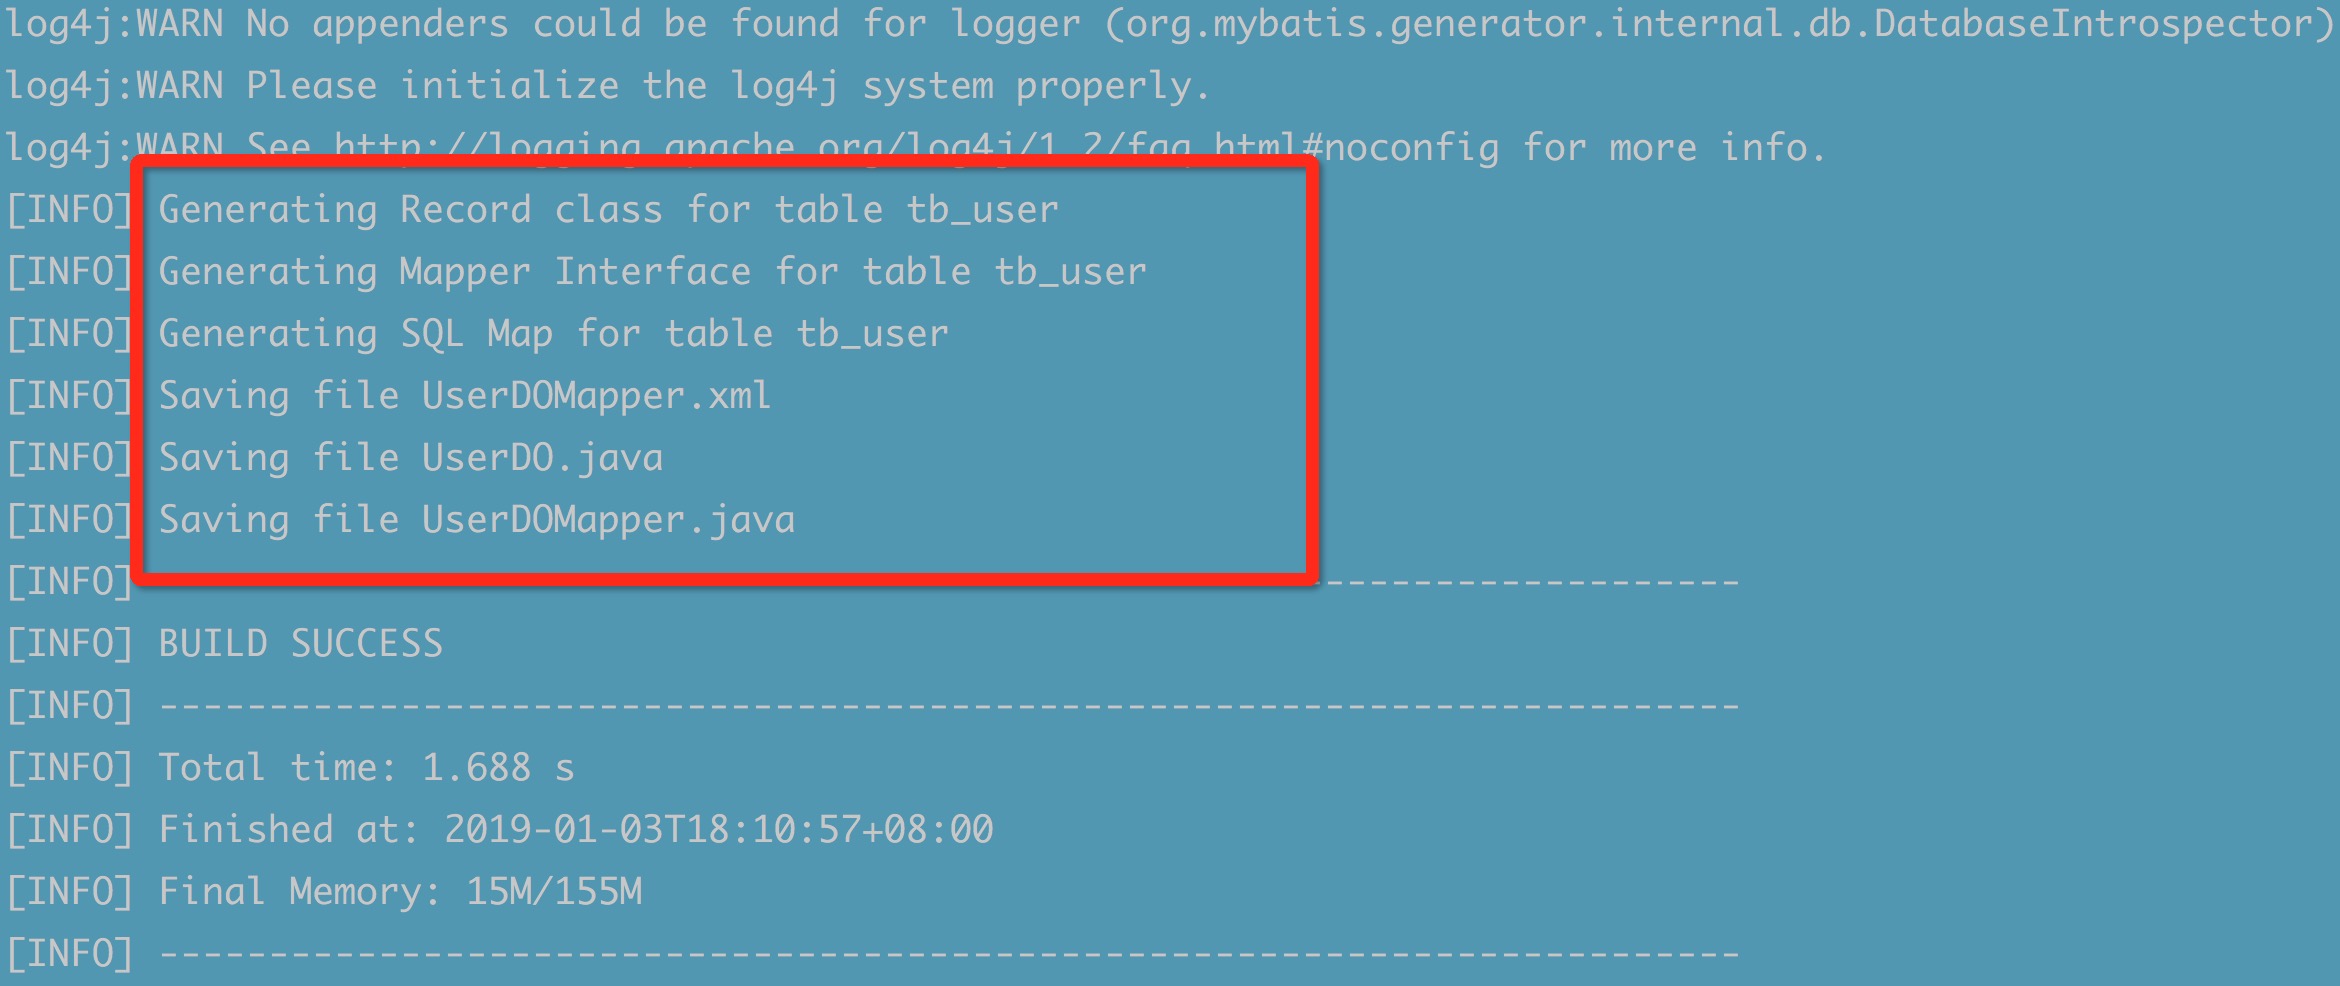 log4j:WARN No appenders could be found for logger (org.mybatis.generator.internal.db.DatabaseIntrospector)
log4j:WARN Please initialize the log4j system properly.
log4j:WARN See http://logging.apache.org/log4j/1.2/faq.html#noconfig for more info.
[INFO] Generating Record class for table tb_user
[INFO] Generating Mapper Interface for table tb_user
[INFO] Generating SQL Map for table tb_user
[INFO] Saving file UserDOMapper.xml
[INFO] Saving file UserDO.java
[INFO] Saving file UserDOMapper.java
[INFO] -------------------
[INFO] BUILD SUCCESS
[INFO] ------------------------------------------------------------------------
[INFO] Total time: 1.688 s
[INFO] Finished at: 2019-01-03T18:10:57+08:00
[INFO] Final Memory: 15M/155M
[INFO] ------------------------------------------------------------------------